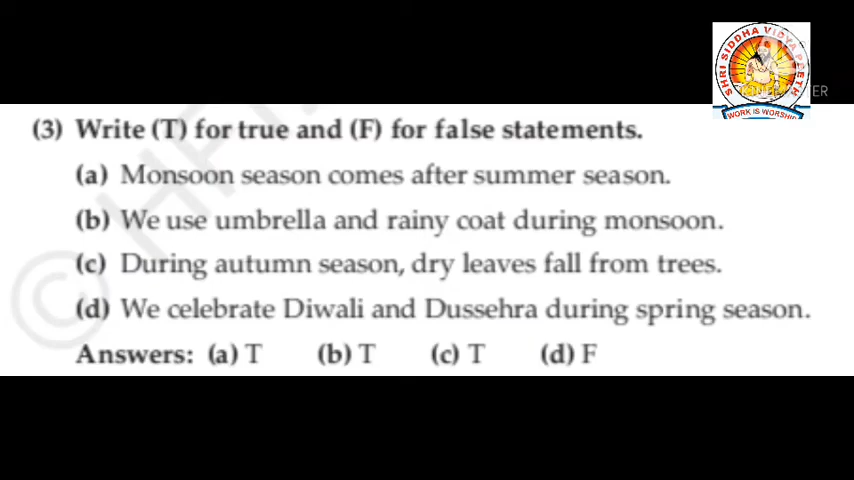 SHRI SIDDHA VIDYA PEETH
WORK IS WORSHIP
(3) Write (T) for true and (F) for false statements.
(a) Monsoon season comes after summer season.
(b) We use umbrella and rainy coat during monsoon.
(c) During autumn season, dry leaves fall from trees.
(d) We celebrate Diwali and Dussehra during spring season.
Answers: (a) T (b) T (c) T (d) F